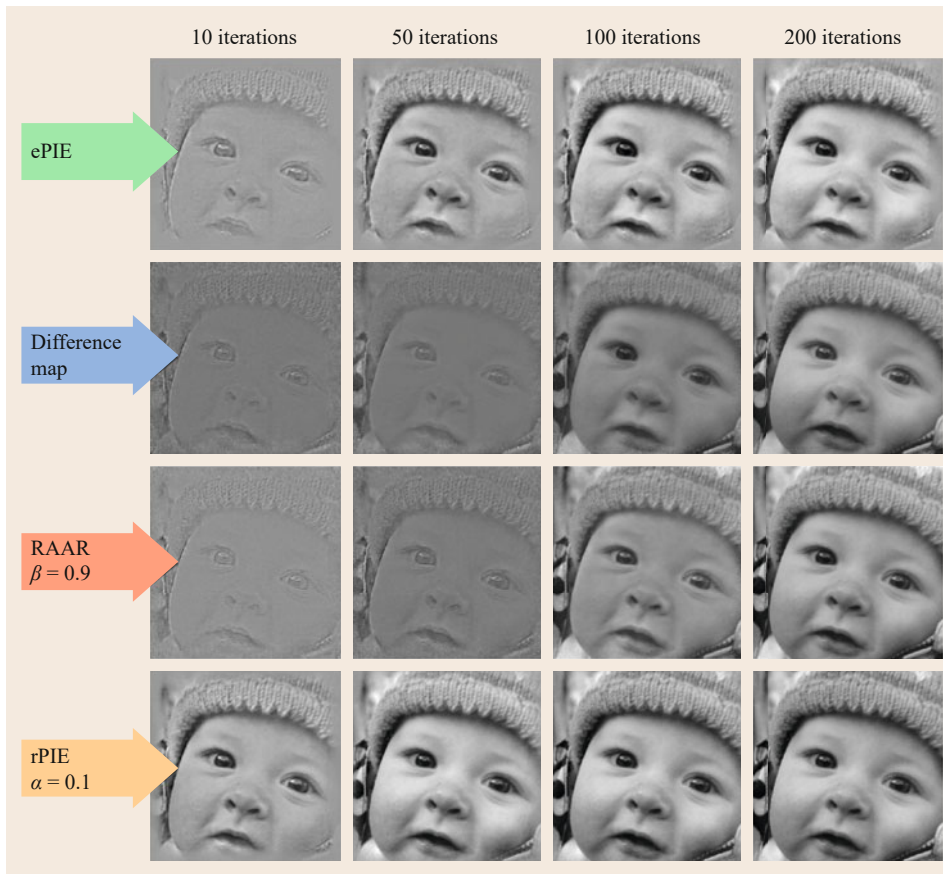 10 iterations 50 iterations 100 iterations 200 iterations
ePIE
Difference
map
RAAR
β = 0.9
rPIE
α = 0.1